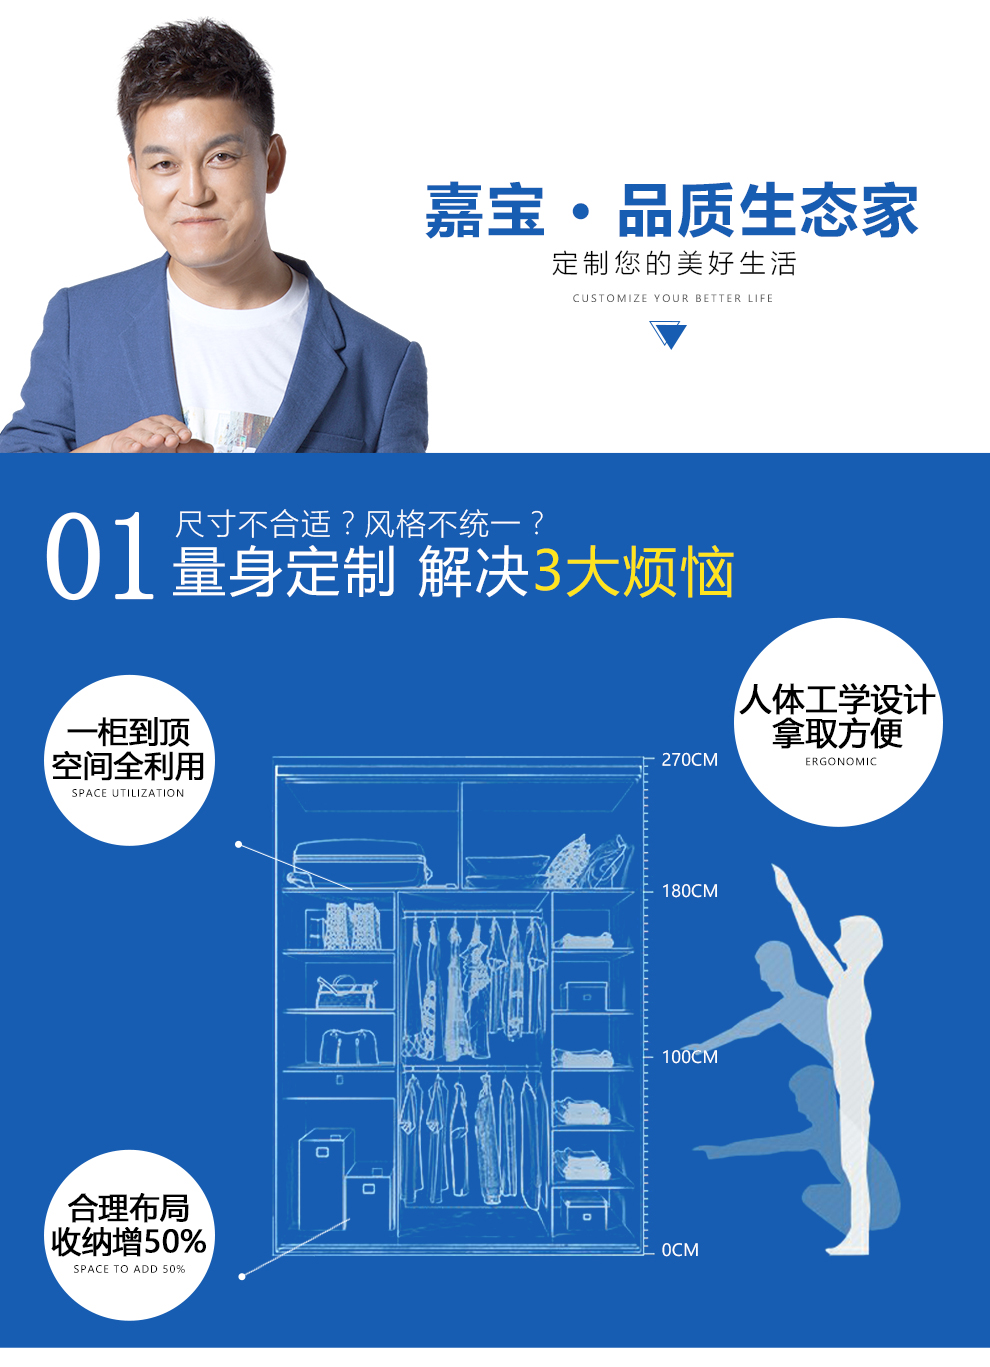 嘉宝·品质生态家
定制您的美好生活
CUSTOMIZE YOUR BETTER LIFE
01
尺寸不合适？风格不统一？
量身定制 解决3大烦恼
人体工学设计
拿取方便
ERGONOMIC
一柜到顶
空间全利用
SPACE UTILIZATION
270CM
180CM
100CM
0CM
合理布局
收纳增50%
SPACE TO ADD 50%